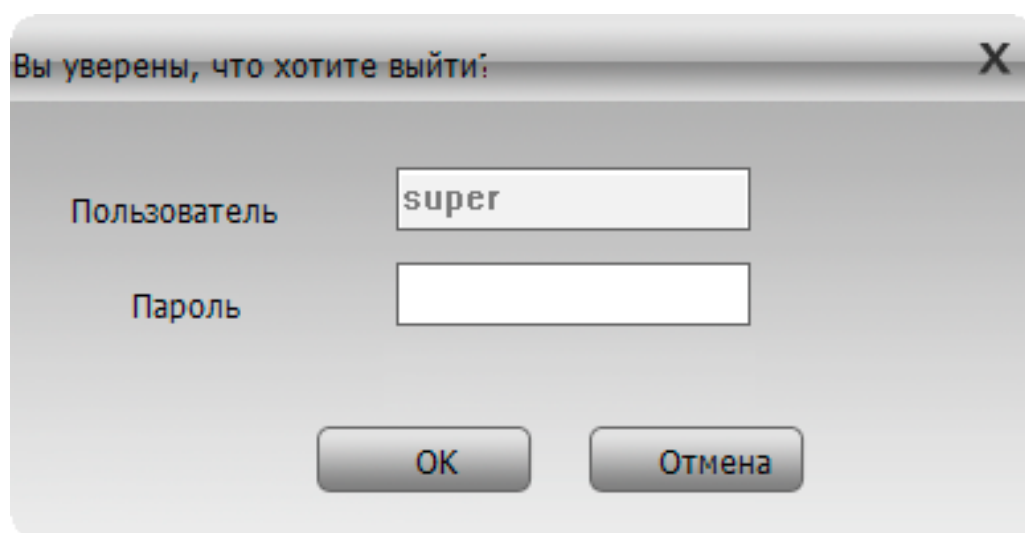 Вы уверены, что хотите выйти?
X
Пользователь
super
Пароль
OK
Отмена